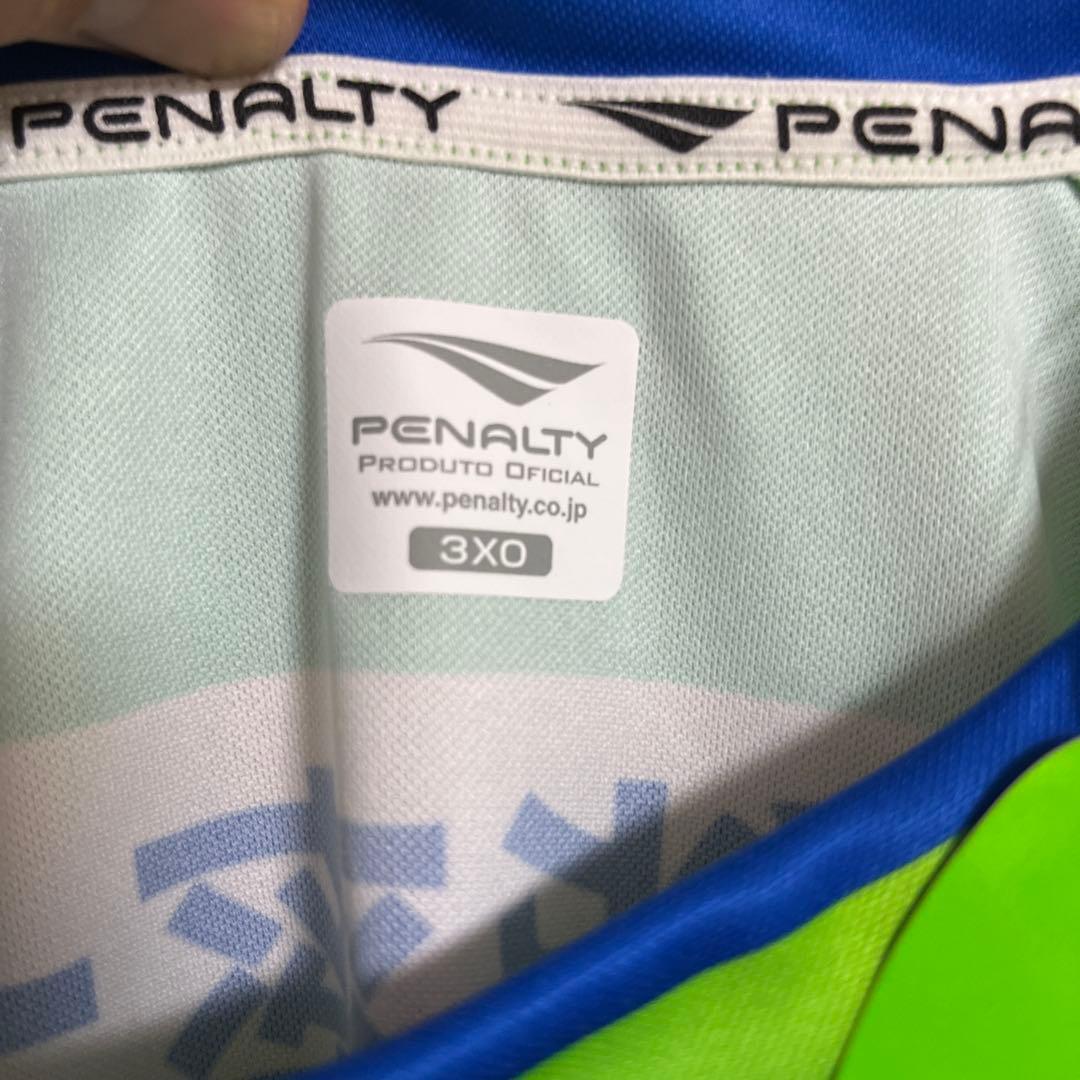 PENALTY PENA
PENALTY
PRODUTO OFICIAL
www.penalty.co.jp
3XO